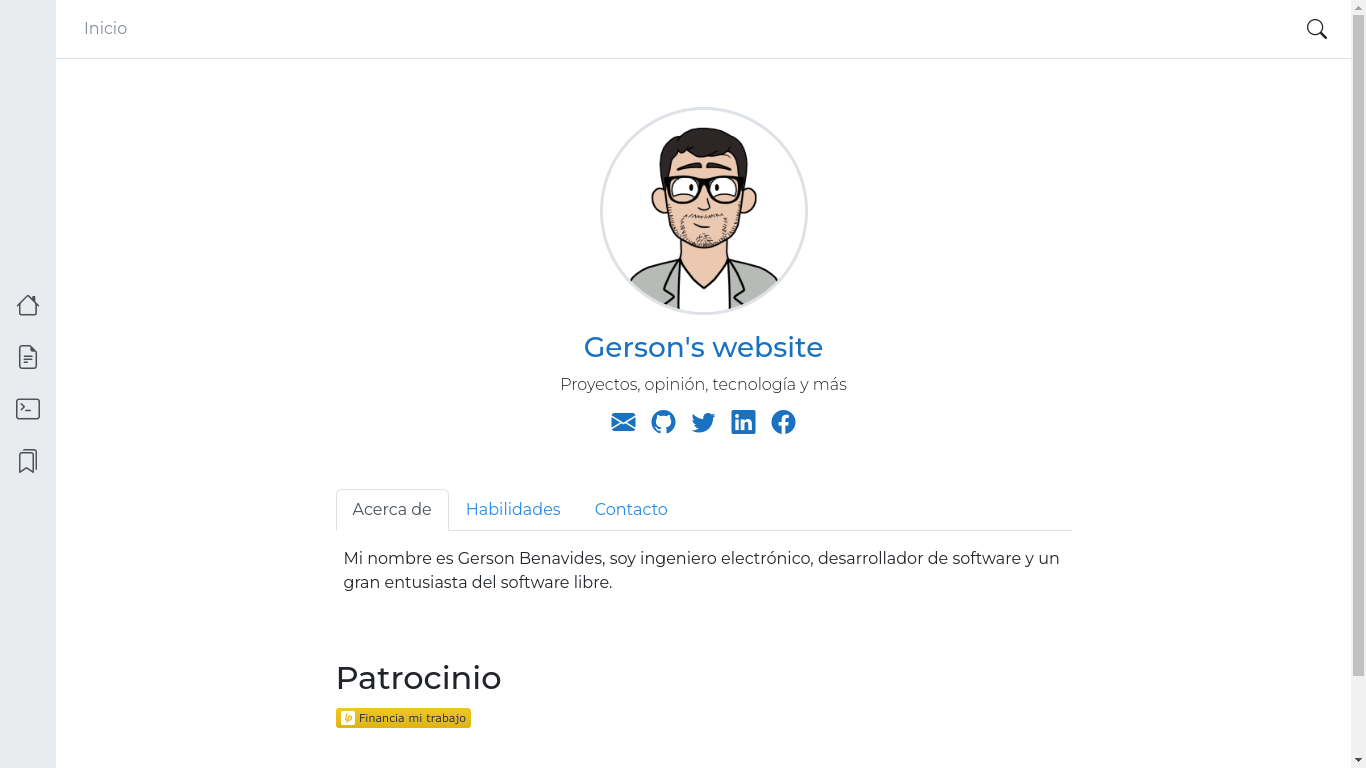 Inicio
Gerson's website
Proyectos, opinión, tecnología y más
Acerca de
Habilidades
Contacto
Mi nombre es Gerson Benavides, soy ingeniero electrónico, desarrollador de software y un
gran entusiasta del software libre.
Patrocinio
Financia mi trabajo